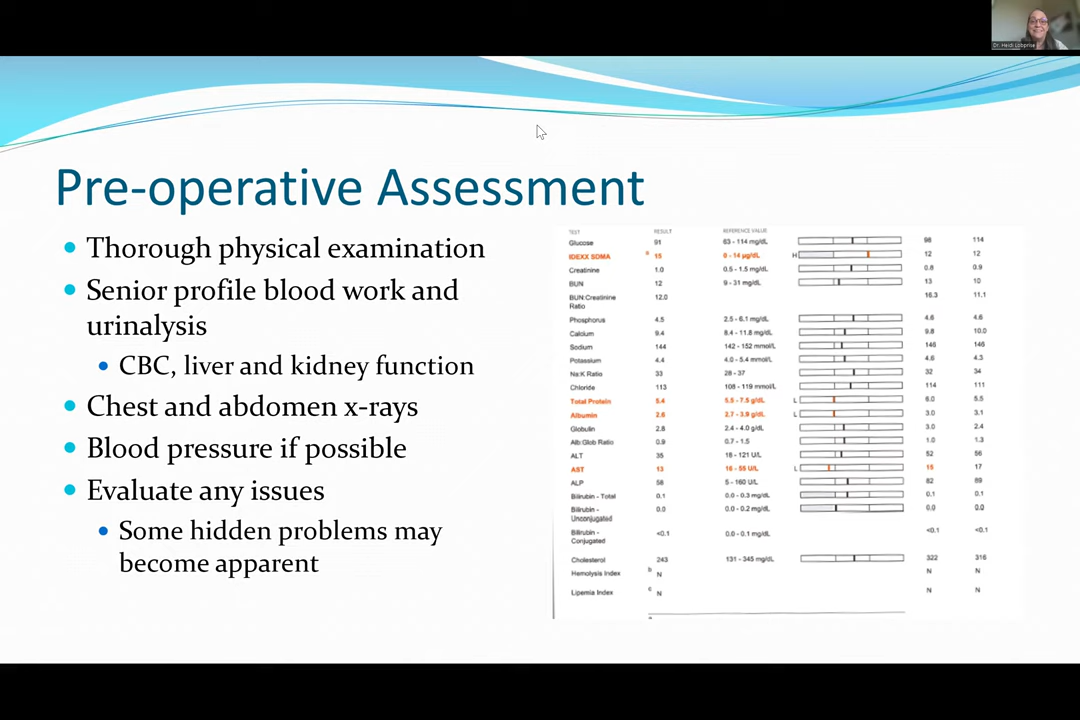 Dr. Heidi Lobprise
Pre-operative Assessment
Thorough physical examination
Senior profile blood work and
urinalysis
CBC, liver and kidney function
Chest and abdomen x-rays
Blood pressure if possible
Evaluate any issues
Some hidden problems may
become apparent
TEST RESULT REFERENCE VALUE
Glucose 91 63 - 114 mg/dL 98 114
IDEXX SDMA a 15 0 - 14 µg/dL H 12 12
Creatinine 1.0 0.5 - 1.5 mg/dL 0.8 0.9
BUN 12 9 - 31 mg/dL 13 10
BUN:Creatinine 12.0 16.3 11.1
Ratio
Phosphorus 4.5 2.5 - 6.1 mg/dL 4.6 4.6
Calcium 9.4 8.4 - 11.8 mg/dL 9.8 10.0
Sodium 144 142 - 152 mmol/L 146 146
Potassium 4.4 4.0 - 5.4 mmol/L 4.6 4.3
Na:K Ratio 33 28 - 37 32 34
Chloride 113 108 - 119 mmol/L 114 111
Total Protein 5.4 5.5 - 7.5 g/dL L 6.0 5.5
Albumin 2.6 2.7 - 3.9 g/dL L 3.0 3.1
Globulin 2.8 2.4 - 4.0 g/dL 3.0 2.4
Alb:Glob Ratio 0.9 0.7 - 1.5 1.0 1.3
ALT 35 18 - 121 U/L 52 56
AST 13 16 - 55 U/L L 15 17
ALP 58 5 - 160 U/L 82 89
Bilirubin - Total 0.1 0.0 - 0.3 mg/dL 0.1 0.1
Bilirubin - 0.0 0.0 - 0.2 mg/dL 0.0 0.0
Unconjugated
Bilirubin - <0.1 0.0 - 0.1 mg/dL <0.1 <0.1
Conjugated
Cholesterol 243 131 - 345 mg/dL 322 316
Hemolysis Index b N N N
Lipemia Index c N N N